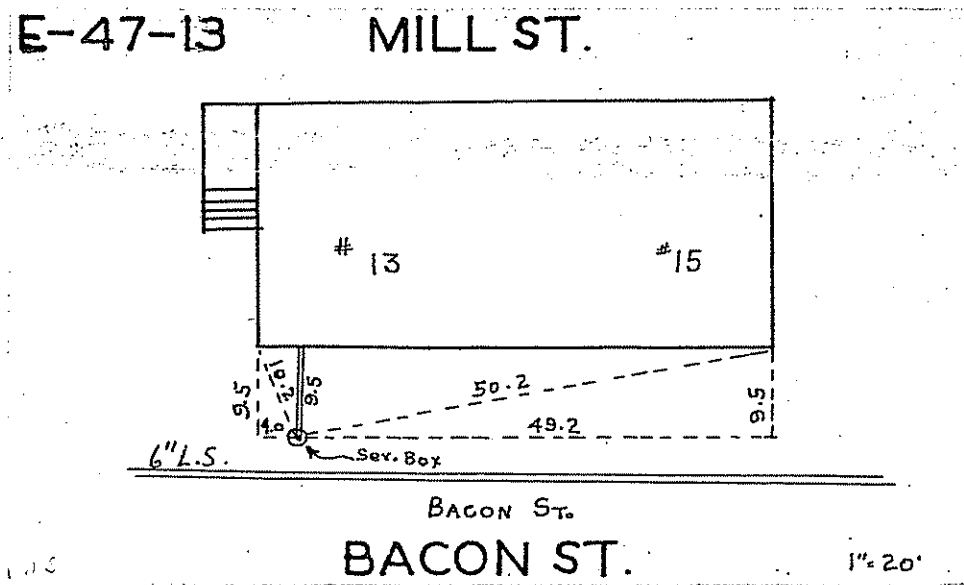 E-47-13 MILL ST.
# 13 #15
9.5 10.2 9.5 50.2 9.5
4.0 49.2
6" L.S. Ser. Box
BACON ST.
BACON ST. 1"=20'